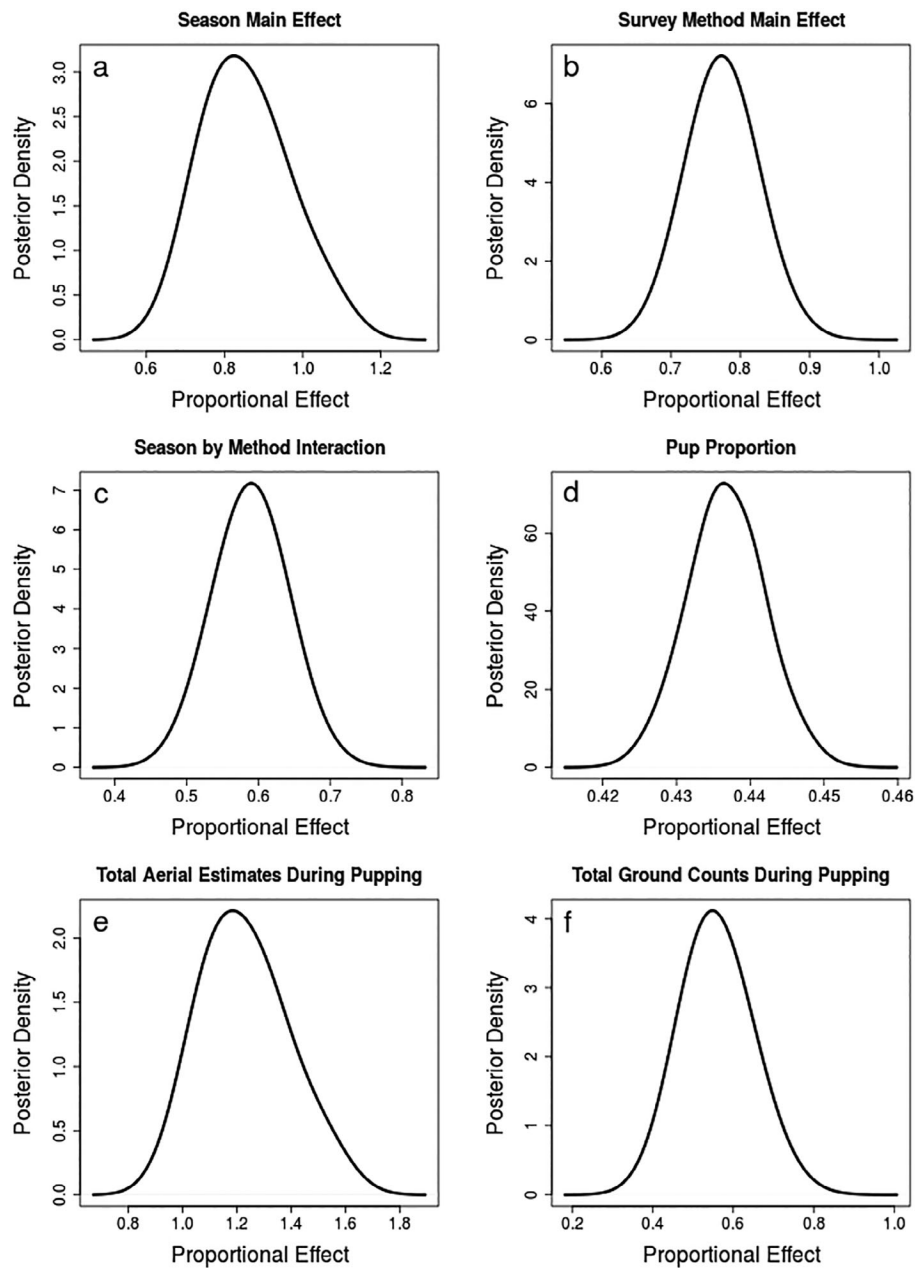 Season Main Effect
a
Posterior Density
0.0 0.5 1.0 1.5 2.0 2.5 3.0
0.6 0.8 1.0 1.2
Proportional Effect
Survey Method Main Effect
b
Posterior Density
0 2 4 6
0.6 0.7 0.8 0.9 1.0
Proportional Effect
Season by Method Interaction
c
Posterior Density
0 1 2 3 4 5 6 7
0.4 0.5 0.6 0.7 0.8
Proportional Effect
Pup Proportion
d
Posterior Density
0 20 40 60
0.42 0.43 0.44 0.45 0.46
Proportional Effect
Total Aerial Estimates During Pupping
e
Posterior Density
0.0 0.5 1.0 1.5 2.0
0.8 1.0 1.2 1.4 1.6 1.8
Proportional Effect
Total Ground Counts During Pupping
f
Posterior Density
0 1 2 3 4
0.2 0.4 0.6 0.8 1.0
Proportional Effect